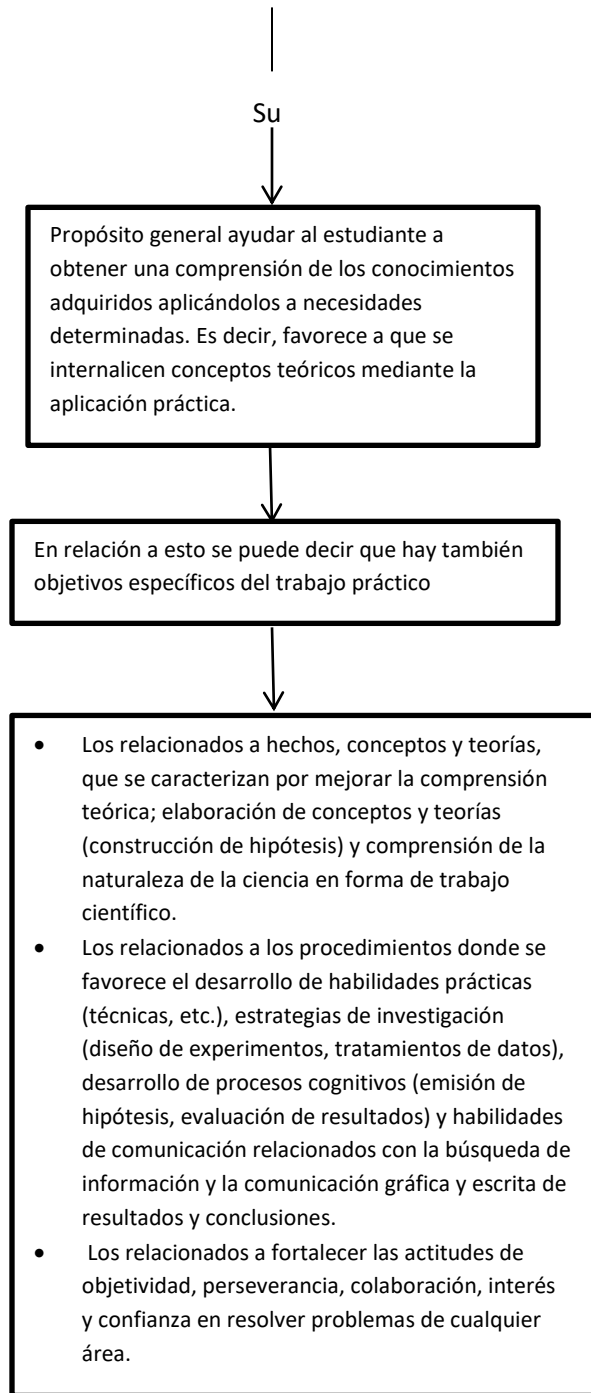 Su
Propósito general ayudar al estudiante a
obtener una comprensión de los conocimientos
adquiridos aplicándolos a necesidades
determinadas. Es decir, favorece a que se
internalicen conceptos teóricos mediante la
aplicación práctica.
En relación a esto se puede decir que hay también
objetivos específicos del trabajo práctico
• Los relacionados a hechos, conceptos y teorías,
que se caracterizan por mejorar la comprensión
teórica; elaboración de conceptos y teorías
(construcción de hipótesis) y comprensión de la
naturaleza de la ciencia en forma de trabajo
científico.
• Los relacionados a los procedimientos donde se
favorece el desarrollo de habilidades prácticas
(técnicas, etc.), estrategias de investigación
(diseño de experimentos, tratamientos de datos),
desarrollo de procesos cognitivos (emisión de
hipótesis, evaluación de resultados) y habilidades
de comunicación relacionados con la búsqueda de
información y la comunicación gráfica y escrita de
resultados y conclusiones.
• Los relacionados a fortalecer las actitudes de
objetividad, perseverancia, colaboración, interés
y confianza en resolver problemas de cualquier
área.